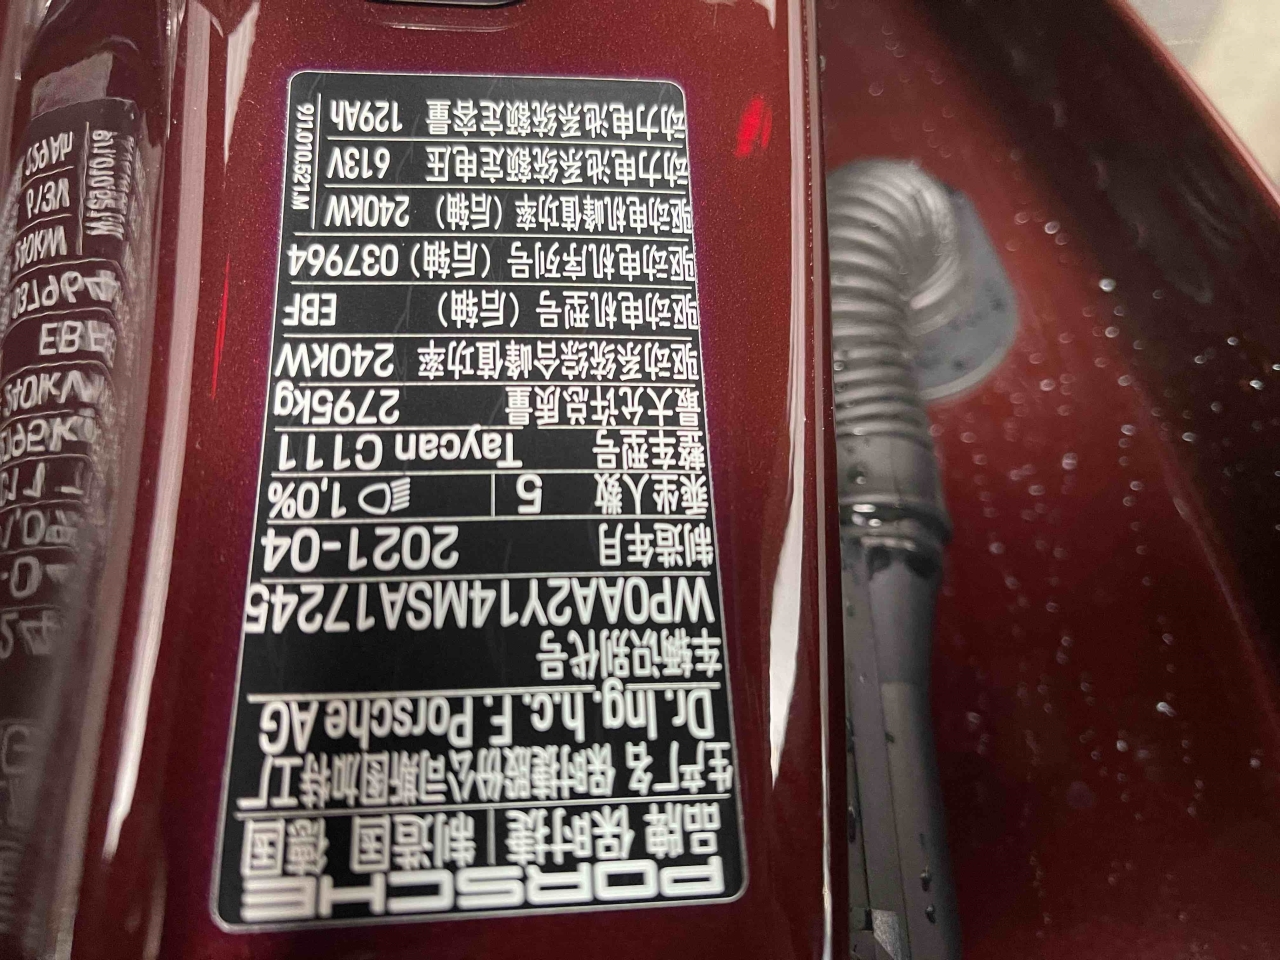 PORSCHE
品牌 保时捷 | 制造国 德国
生产厂名 保时捷股份公司斯图加特工厂
Dr. Ing. h.c. F. Porsche AG
车辆识别代号
WP0AA2Y14MSA17245
制造年月 2021-04
乘坐人数 5 1,0%
整车型号 Taycan C111
最大允许总质量 2795kg
驱动系统综合峰值功率 240kW
驱动电机型号（后轴） EBF
驱动电机序列号（后轴）037964
驱动电机峰值功率（后轴） 240kW
动力电池系统额定电压 613V
动力电池系统额定容量 129Ah
9J1.010.521.M